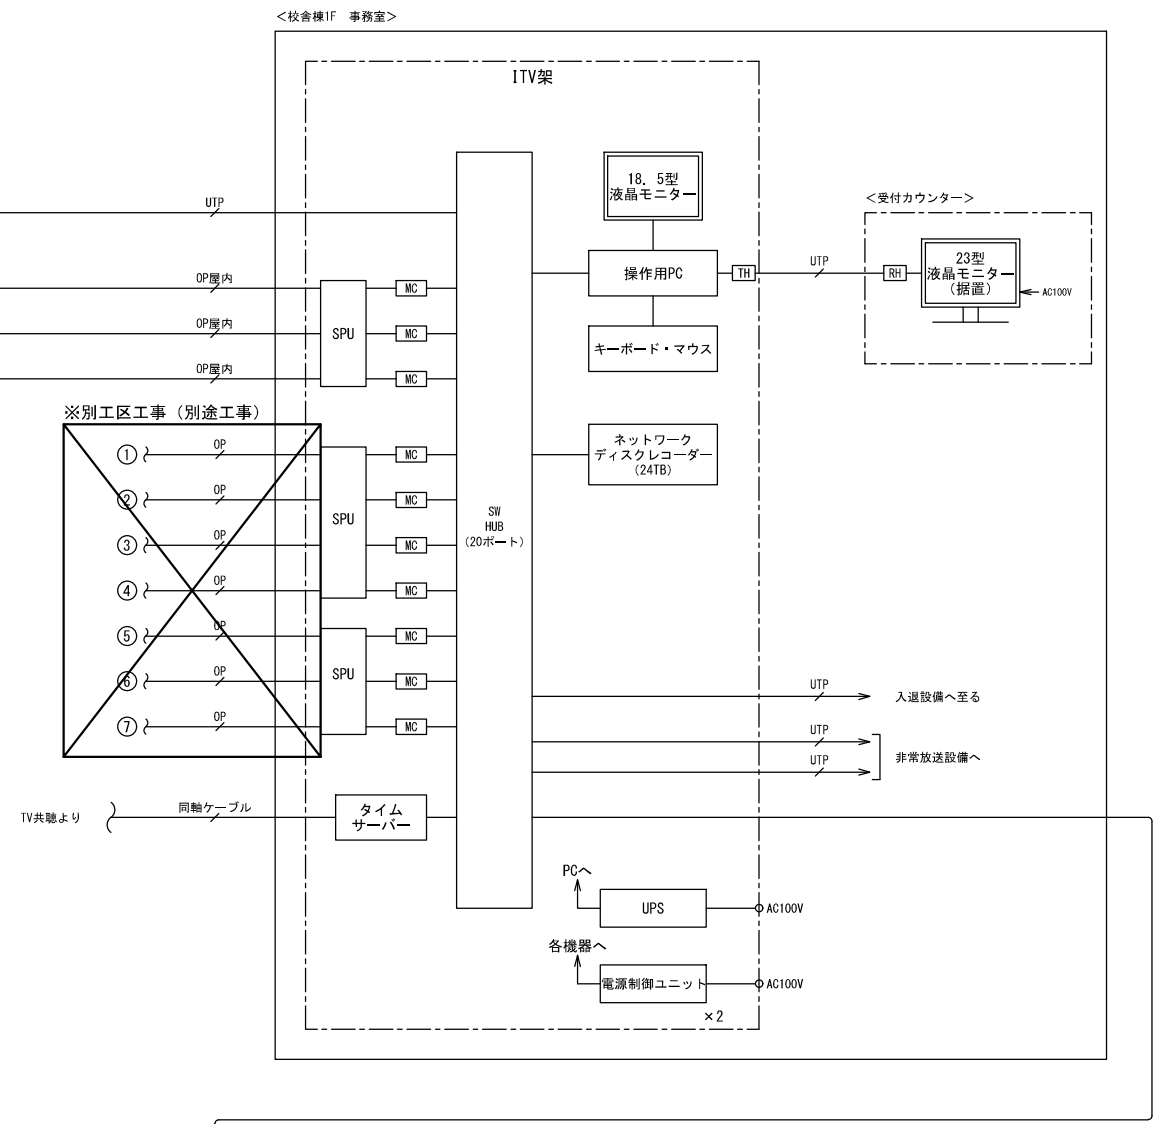 ＜校舎棟1F　事務室＞
ITV架
18．5型
液晶モニター
UTP
＜受付カウンター＞
操作用PC
TH
UTP
RH
23型
液晶モニター
（据置）
AC100V
OP屋内
MC
OP屋内
SPU
MC
キーボード・マウス
OP屋内
MC
※別工区工事（別途工事）
① OP
MC
ネットワーク
ディスクレコーダー
（24TB）
② OP
MC
SPU
SW
HUB
（20ポート）
③ OP
MC
④ OP
MC
⑤ OP
MC
SPU
⑥ OP
MC
UTP
入退設備へ至る
⑦ OP
MC
UTP
UTP
非常放送設備へ
TV共聴より
同軸ケーブル
タイム
サーバー
PCへ
UPS
AC100V
各機器へ
電源制御ユニット
AC100V
×2